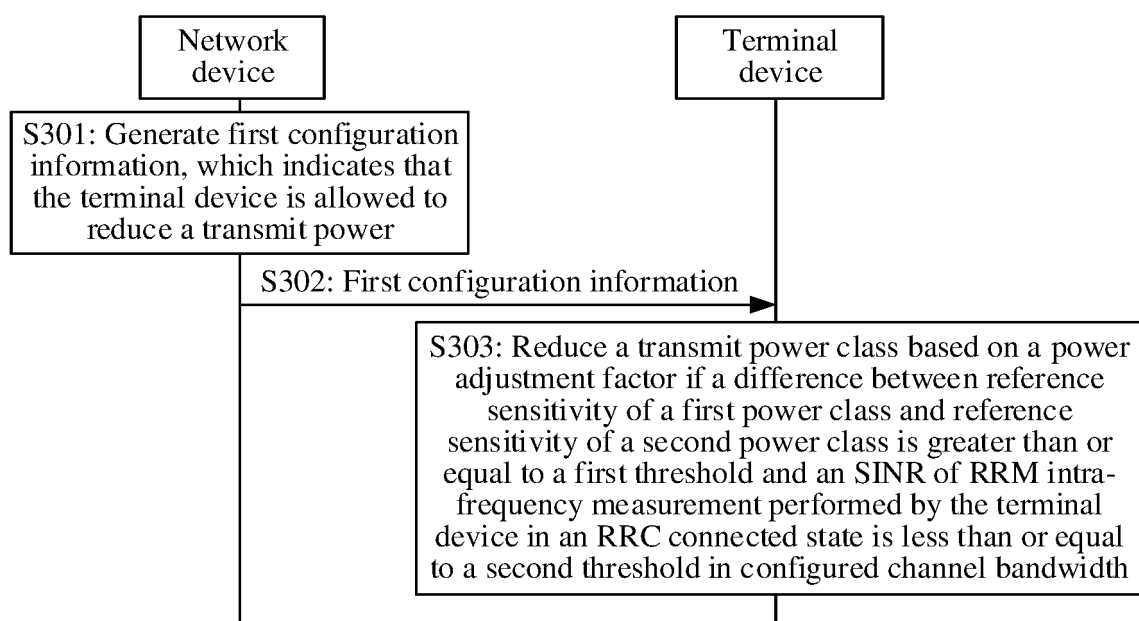 Network
device
Terminal
device
S301: Generate first configuration
information, which indicates that
the terminal device is allowed to
reduce a transmit power
S302: First configuration information
S303: Reduce a transmit power class based on a power
adjustment factor if a difference between reference
sensitivity of a first power class and reference
sensitivity of a second power class is greater than or
equal to a first threshold and an SINR of RRM intra-
frequency measurement performed by the terminal
device in an RRC connected state is less than or equal
to a second threshold in configured channel bandwidth